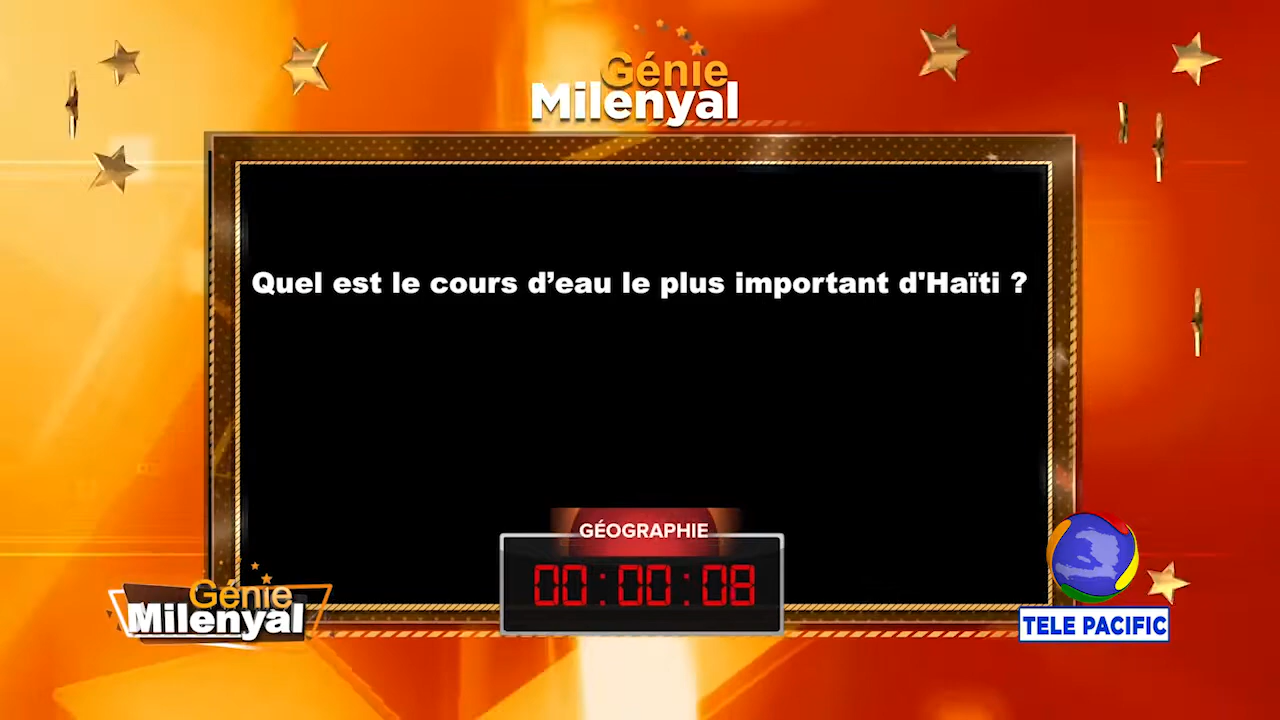 Génie
Milenyal
Quel est le cours d’eau le plus important d'Haïti ?
GÉOGRAPHIE
00:00:08
Génie
Milenyal
TELE PACIFIC